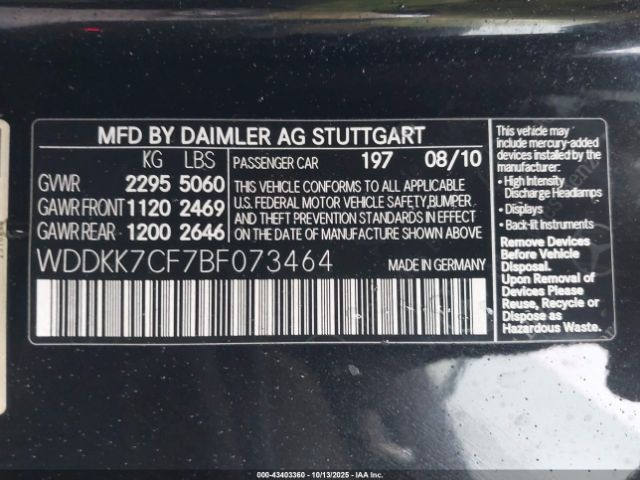 MFD BY DAIMLER AG STUTTGART
KG LBS
GVWR 2295 5060
GAWR FRONT 1120 2469
GAWR REAR 1200 2646
PASSENGER CAR 197 08/10
THIS VEHICLE CONFORMS TO ALL APPLICABLE
U.S. FEDERAL MOTOR VEHICLE SAFETY, BUMPER
AND THEFT PREVENTION STANDARDS IN EFFECT
ON THE DATE OF MANUFACTURE SHOWN ABOVE
WDDKK7CF7BF073464
MADE IN GERMANY
This vehicle may
include mercury-added
devices installed by the
manufacturer:
• High Intensity
Discharge Headlamps
• Displays
• Back-lit Instruments
Remove Devices
Before Vehicle
Disposal.
Upon Removal of
Devices Please
Reuse, Recycle or
Dispose as
Hazardous Waste.
000-43403360 - 10/13/2025 - IAAI.com